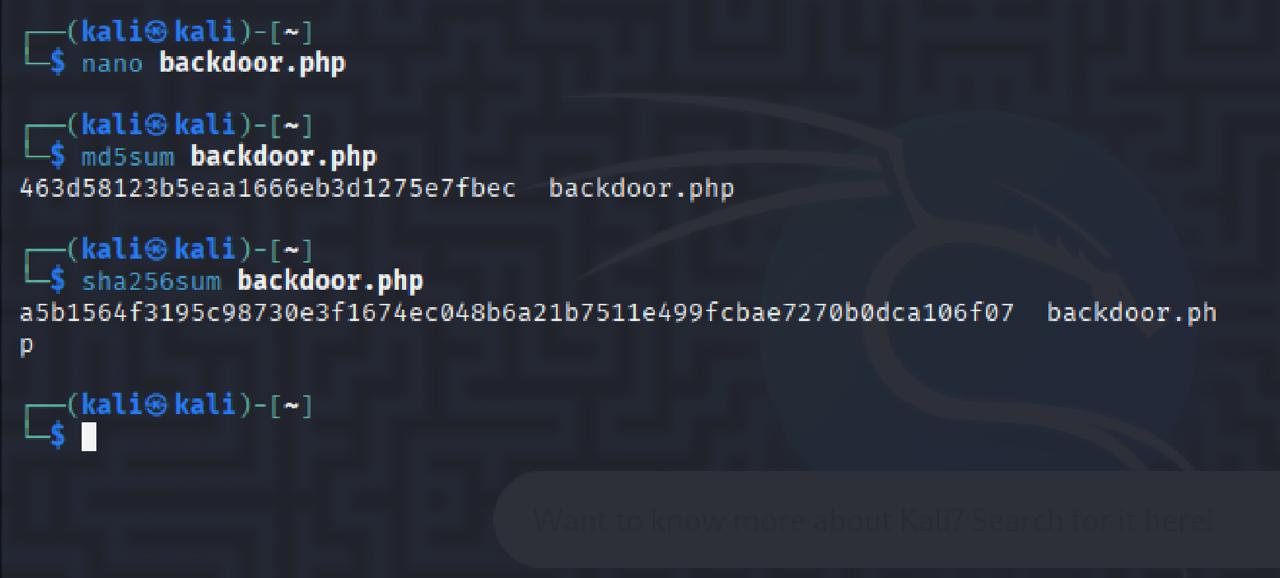 ┌──(kali㉿kali)-[~]
└─$ nano backdoor.php
┌──(kali㉿kali)-[~]
└─$ md5sum backdoor.php
463d58123b5eaa1666eb3d1275e7fbec  backdoor.php
┌──(kali㉿kali)-[~]
└─$ sha256sum backdoor.php
a5b1564f3195c98730e3f1674ec048b6a21b7511e499fcbae7270b0dca106f07  backdoor.ph
p
┌──(kali㉿kali)-[~]
└─$
Want to know more about Kali? Search for it here!